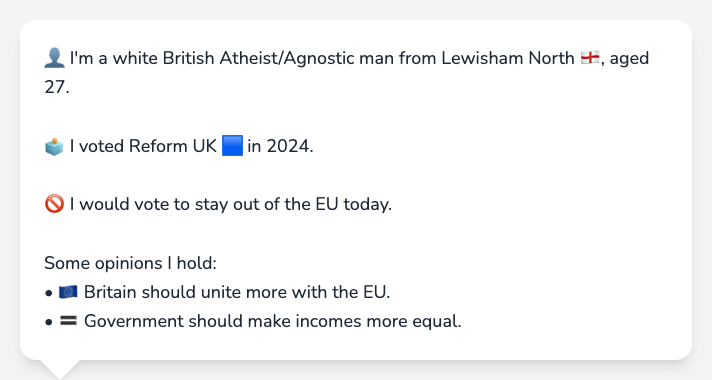 👤 I'm a white British Atheist/Agnostic man from Lewisham North 🏴󠁧󠁢󠁥󠁮󠁧󠁿, aged
27.
🗳️ I voted Reform UK 🟦 in 2024.
🚫 I would vote to stay out of the EU today.
Some opinions I hold:
• 🇪🇺 Britain should unite more with the EU.
• 🟰 Government should make incomes more equal.